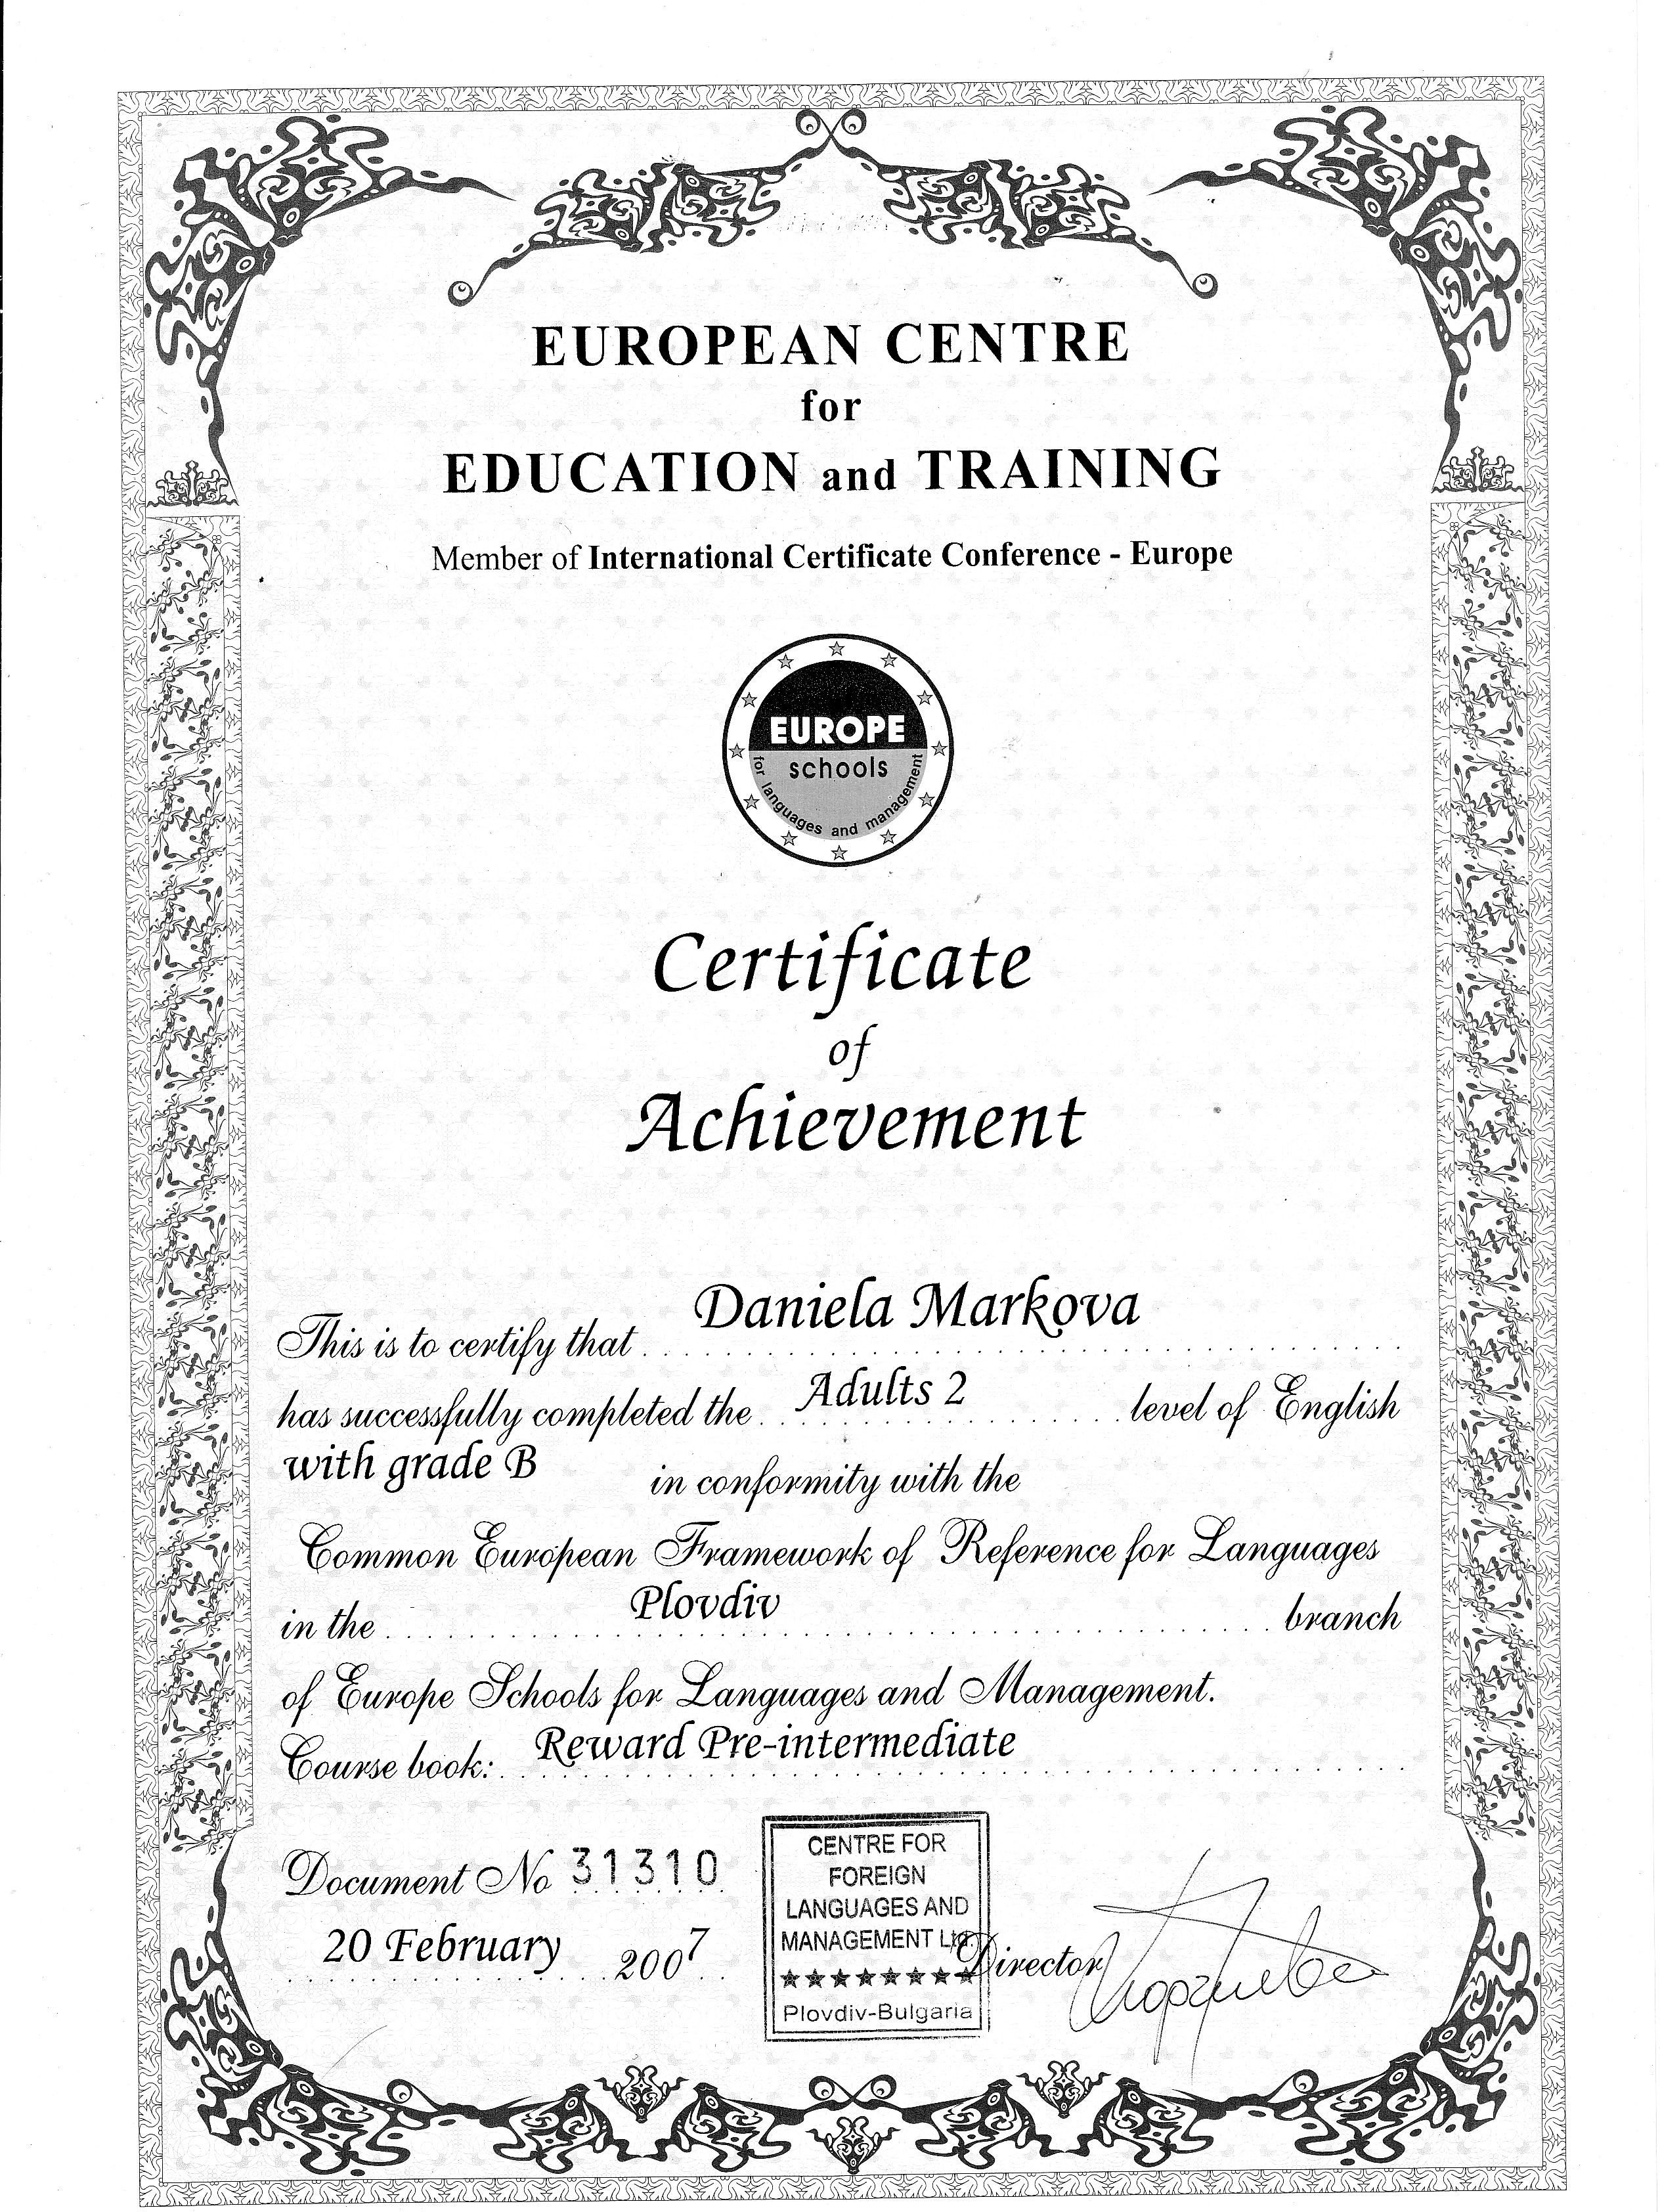 EUROPEAN CENTRE
for
EDUCATION and TRAINING
Member of International Certificate Conference - Europe
EUROPE
schools
for languages and management
Certificate
of
Achievement
This is to certify that Daniela Markova
has successfully completed the Adults 2 level of English
with grade B in conformity with the
Common European Framework of Reference for Languages
in the Plovdiv branch
of Europe Schools for Languages and Management.
Course book: Reward Pre-intermediate
Document No 31310
20 February 2007
CENTRE FOR
FOREIGN
LANGUAGES AND
MANAGEMENT Ltd.
Plovdiv-Bulgaria
Director